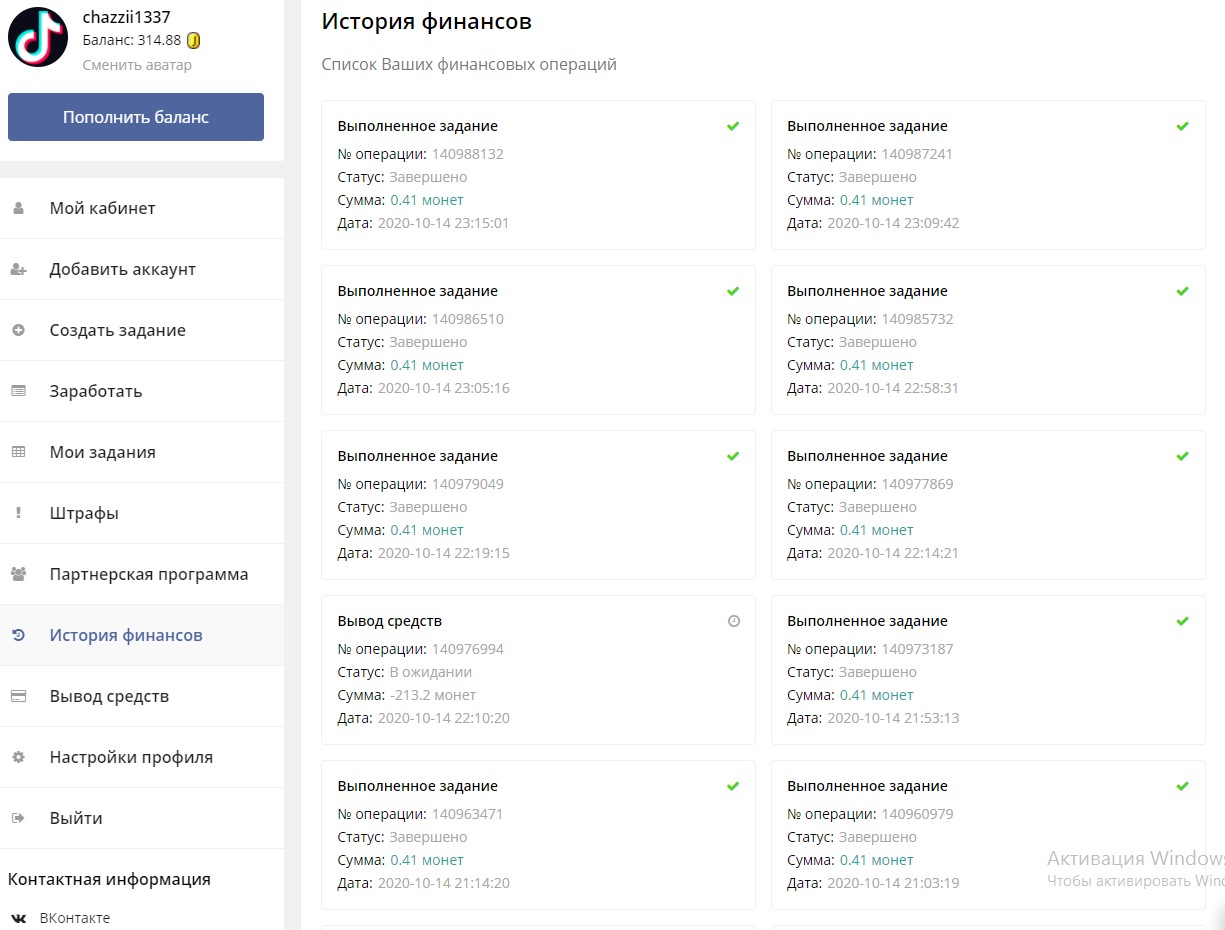 chazzii1337
Баланс: 314.88
Сменить аватар
Пополнить баланс
Мой кабинет
Добавить аккаунт
Создать задание
Заработать
Мои задания
Штрафы
Партнерская программа
История финансов
Вывод средств
Настройки профиля
Выйти
Контактная информация
ВКонтакте
История финансов
Список Ваших финансовых операций
Выполненное задание
№ операции: 140988132
Статус: Завершено
Сумма: 0.41 монет
Дата: 2020-10-14 23:15:01
Выполненное задание
№ операции: 140987241
Статус: Завершено
Сумма: 0.41 монет
Дата: 2020-10-14 23:09:42
Выполненное задание
№ операции: 140986510
Статус: Завершено
Сумма: 0.41 монет
Дата: 2020-10-14 23:05:16
Выполненное задание
№ операции: 140985732
Статус: Завершено
Сумма: 0.41 монет
Дата: 2020-10-14 22:58:31
Выполненное задание
№ операции: 140979049
Статус: Завершено
Сумма: 0.41 монет
Дата: 2020-10-14 22:19:15
Выполненное задание
№ операции: 140977869
Статус: Завершено
Сумма: 0.41 монет
Дата: 2020-10-14 22:14:21
Вывод средств
№ операции: 140976994
Статус: В ожидании
Сумма: -213.2 монет
Дата: 2020-10-14 22:10:20
Выполненное задание
№ операции: 140973187
Статус: Завершено
Сумма: 0.41 монет
Дата: 2020-10-14 21:53:13
Выполненное задание
№ операции: 140963471
Статус: Завершено
Сумма: 0.41 монет
Дата: 2020-10-14 21:14:20
Выполненное задание
№ операции: 140960979
Статус: Завершено
Сумма: 0.41 монет
Дата: 2020-10-14 21:03:19
Активация Windows
Чтобы активировать Wind